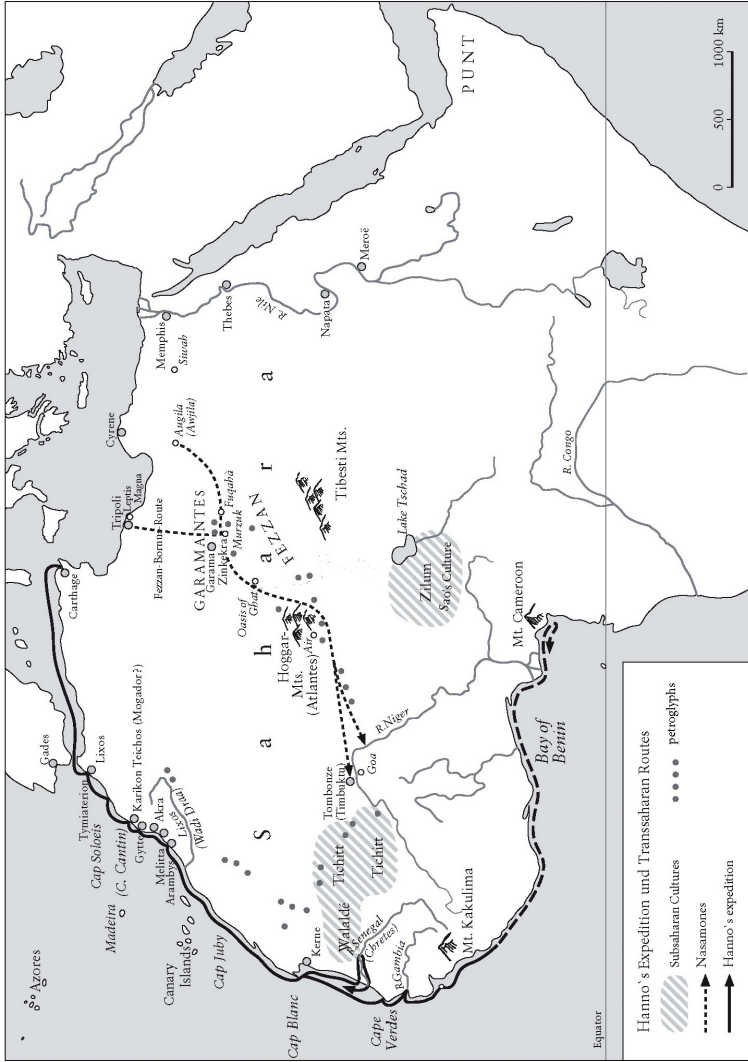 Azores
Madeira
Canary
Islands
Gades
Tymiaterion
Lixos
Cap Soloeis
(C. Cantin)
Karikon Teichos (Mogador?)
Gytte
Akra
Melitta
Arambys
Lixos
(Wadi Draa)
Cap Juby
Cap Blanc
Kerne
Cape
Verdes
Carthage
Tripoli
Leptis
Magna
Cyrene
Fezzan-Bornus-Route
Augila
(Awjila)
Siwah
Memphis
Thebes
R. Nile
Napata
Meroë
PUNT
GARAMANTES
Garama
Zinkekra
Fuqahà
Murzuk
FEZZAN
Oasis of
Ghat
Sahara
Hoggar-
Mts.
(Atlantes)
Aïr
Tibesti Mts.
Tombonze
(Timbuktu)
Goa
R.Niger
Walaldé
Tichitt
Tichitt
Senegal
(Chretes)
R.Gambia
Mt. Kakulima
Lake Tschad
Zilum
Sao's Culture
Mt. Cameroon
Bay of
Benin
R. Congo
Equator
Hanno`s Expedition und Transsaharan Routes
Subsaharan Cultures
petroglyphs
Nasamones
Hanno`s expedition
0
500
1000 km